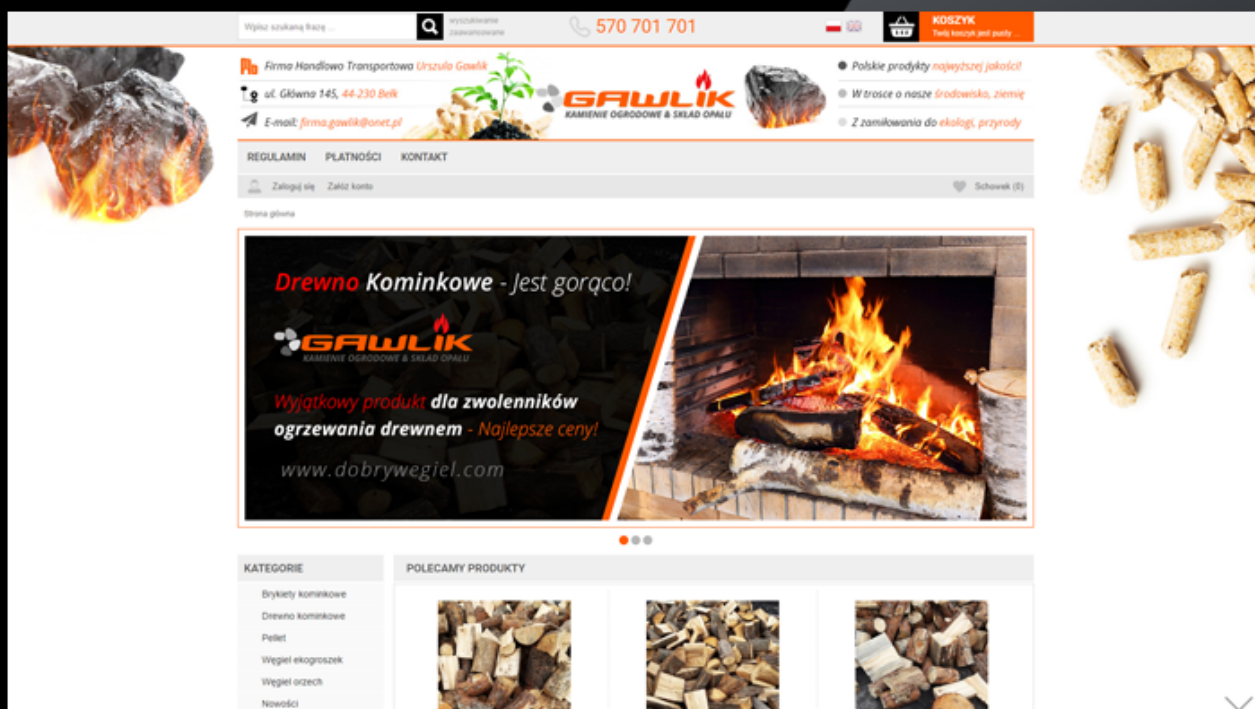 Wpisz szukaną frazę ...
wyszukiwanie
zaawansowane
570 701 701
KOSZYK
Twój koszyk jest pusty ...
Firma Handlowo Transportowa Urszula Gawlik
ul. Główna 145, 44-230 Bełk
E-mail: firma.gawlik@onet.pl
GAWLIK
KAMIENIE OGRODOWE & SKŁAD OPAŁU
Polskie prodykty najwyższej jakości!
W trosce o nasze środowisko, ziemię
Z zamiłowania do ekologi, przyrody
REGULAMIN PŁATNOŚCI KONTAKT
Zaloguj się Załóż konto
Schowek (0)
Strona główna
Drewno Kominkowe - Jest gorąco!
GAWLIK
KAMIENIE OGRODOWE & SKŁAD OPAŁU
Wyjątkowy produkt dla zwolenników
ogrzewania drewnem - Najlepsze ceny!
www.dobrywegiel.com
KATEGORIE
Brykiety kominkowe
Drewno kominkowe
Pellet
Węgiel ekogroszek
Węgiel orzech
Nowości
POLECAMY PRODUKTY